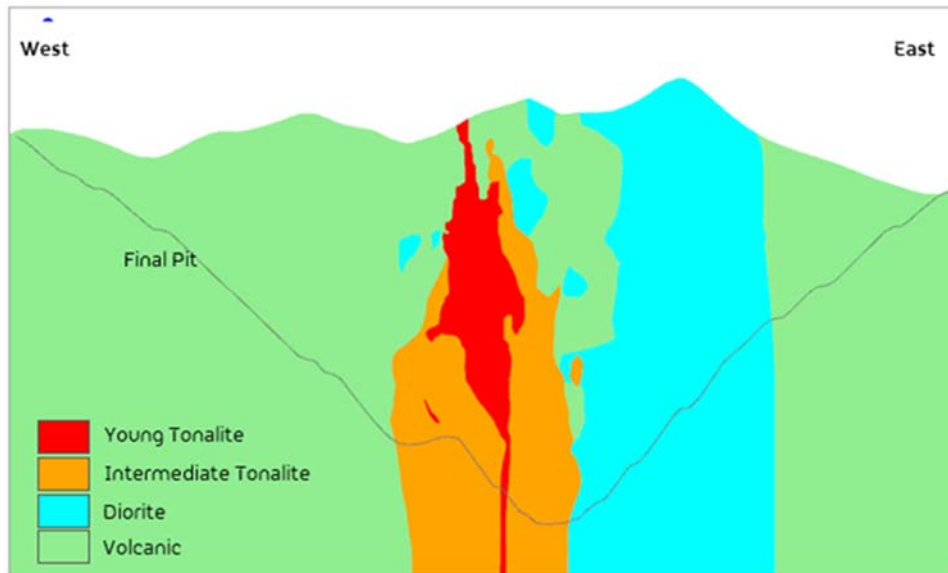 West
East
Final Pit
Young Tonalite
Intermediate Tonalite
Diorite
Volcanic